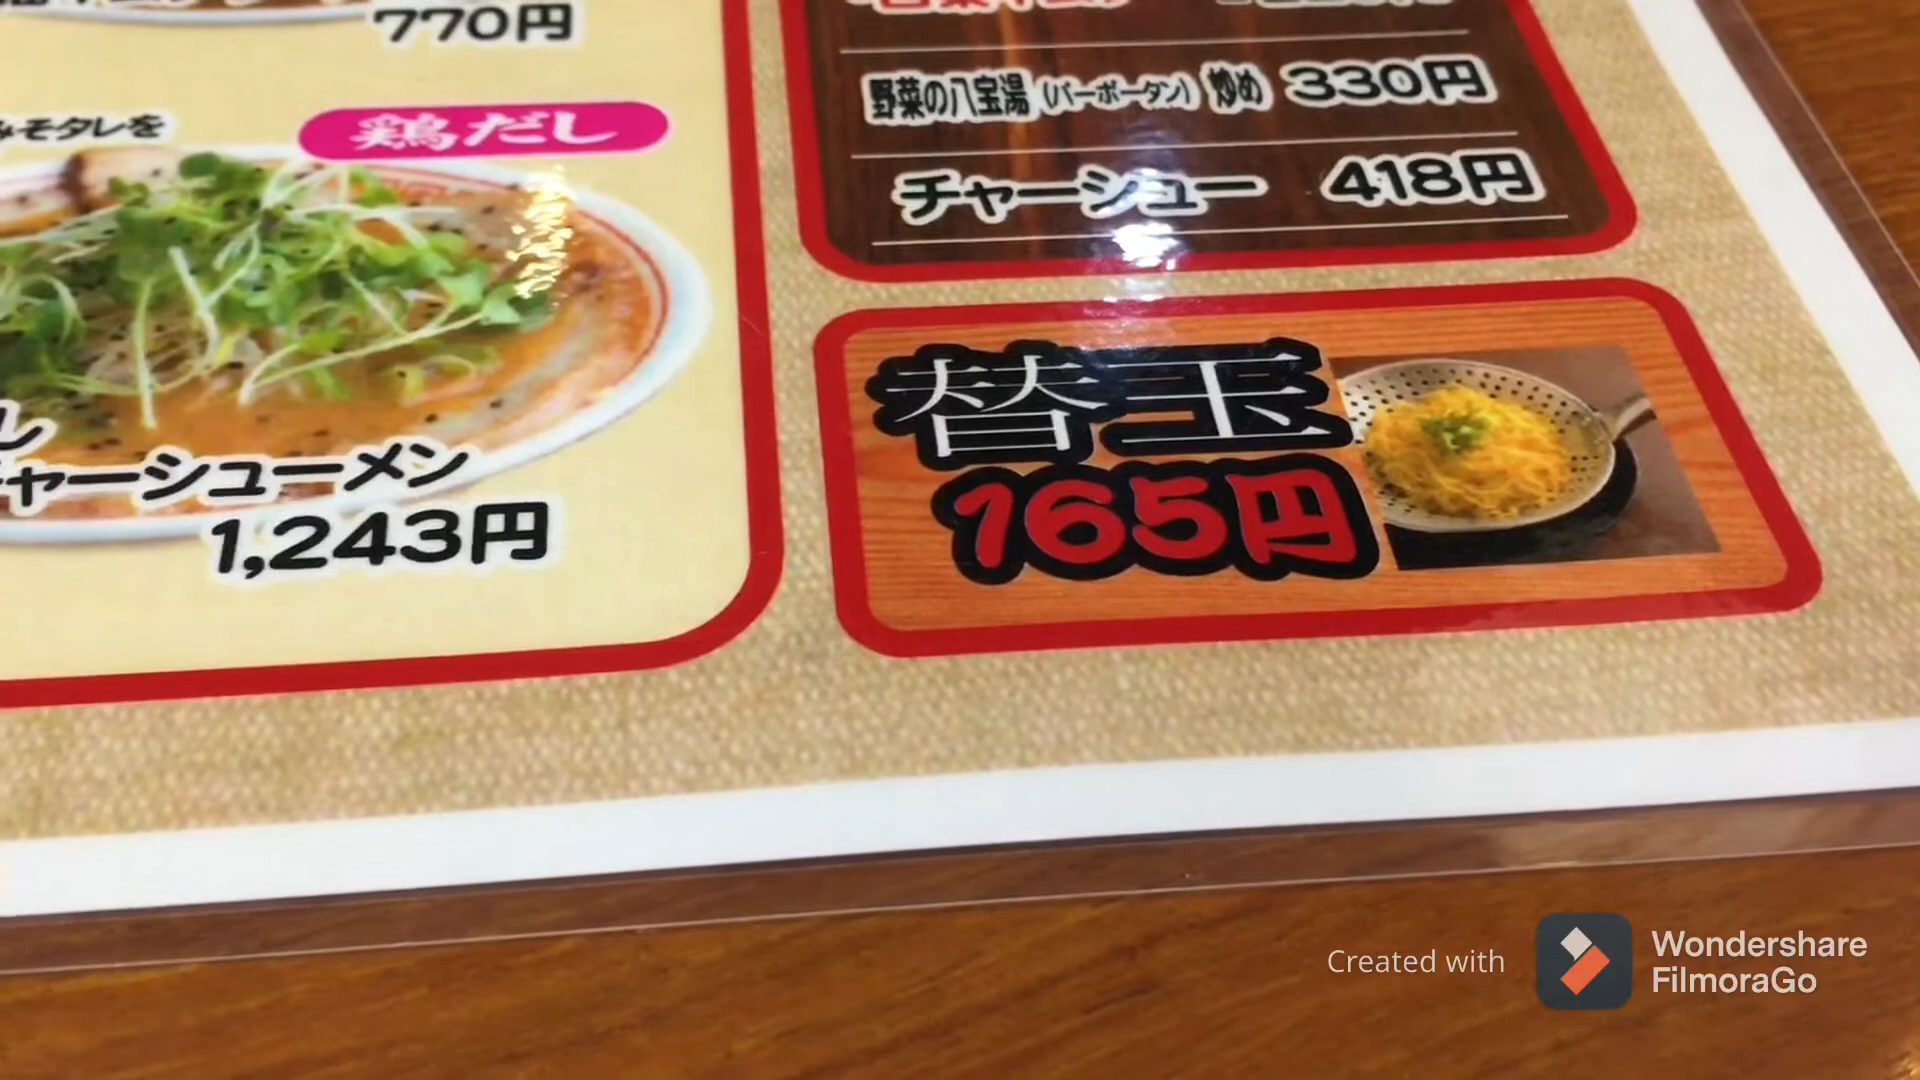 770円
みそタレを
鶏だし
チャーシューメン
1,243円
野菜の八宝湯(パーポータン)炒め 330円
チャーシュー 418円
替玉
165円
Created with
Wondershare
FilmoraGo